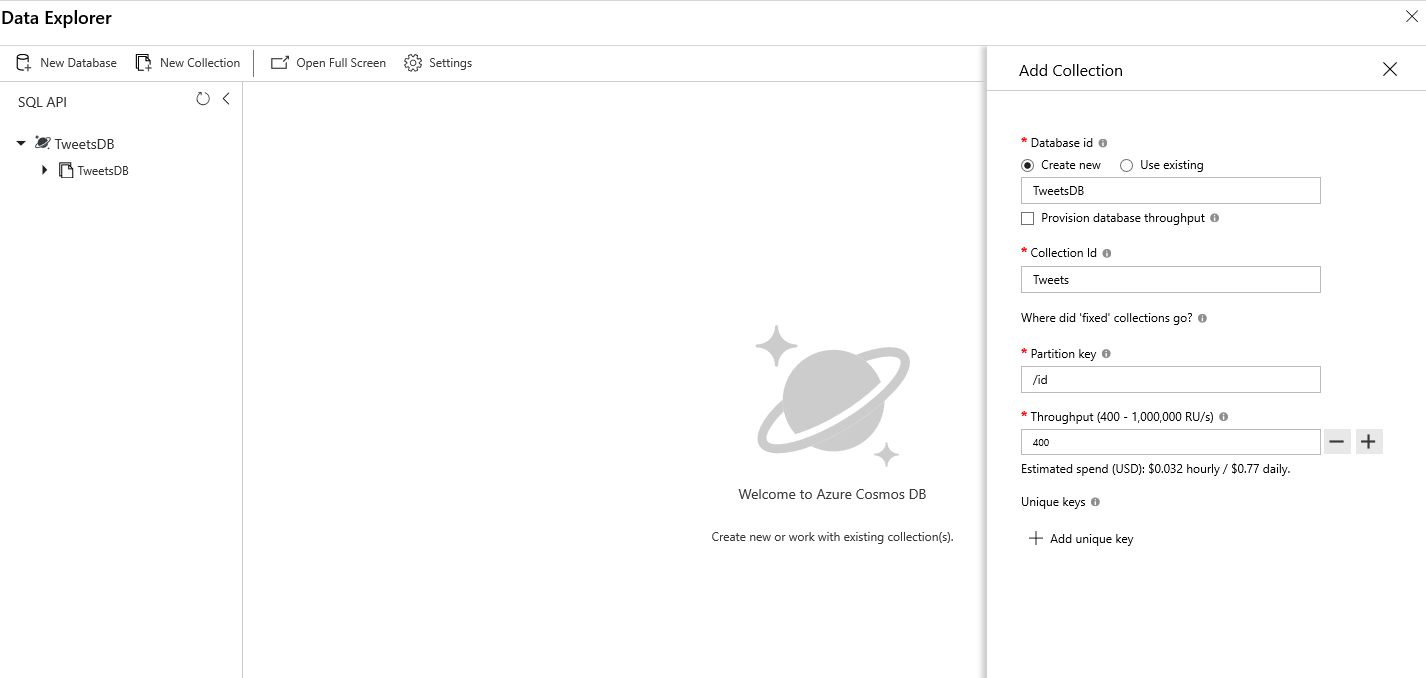 Data Explorer
New Database New Collection Open Full Screen Settings
SQL API
TweetsDB
TweetsDB
Welcome to Azure Cosmos DB
Create new or work with existing collection(s).
Add Collection
* Database id
Create new Use existing
TweetsDB
Provision database throughput
* Collection Id
Tweets
Where did 'fixed' collections go?
* Partition key
/id
* Throughput (400 - 1,000,000 RU/s)
400
Estimated spend (USD): $0.032 hourly / $0.77 daily.
Unique keys
Add unique key